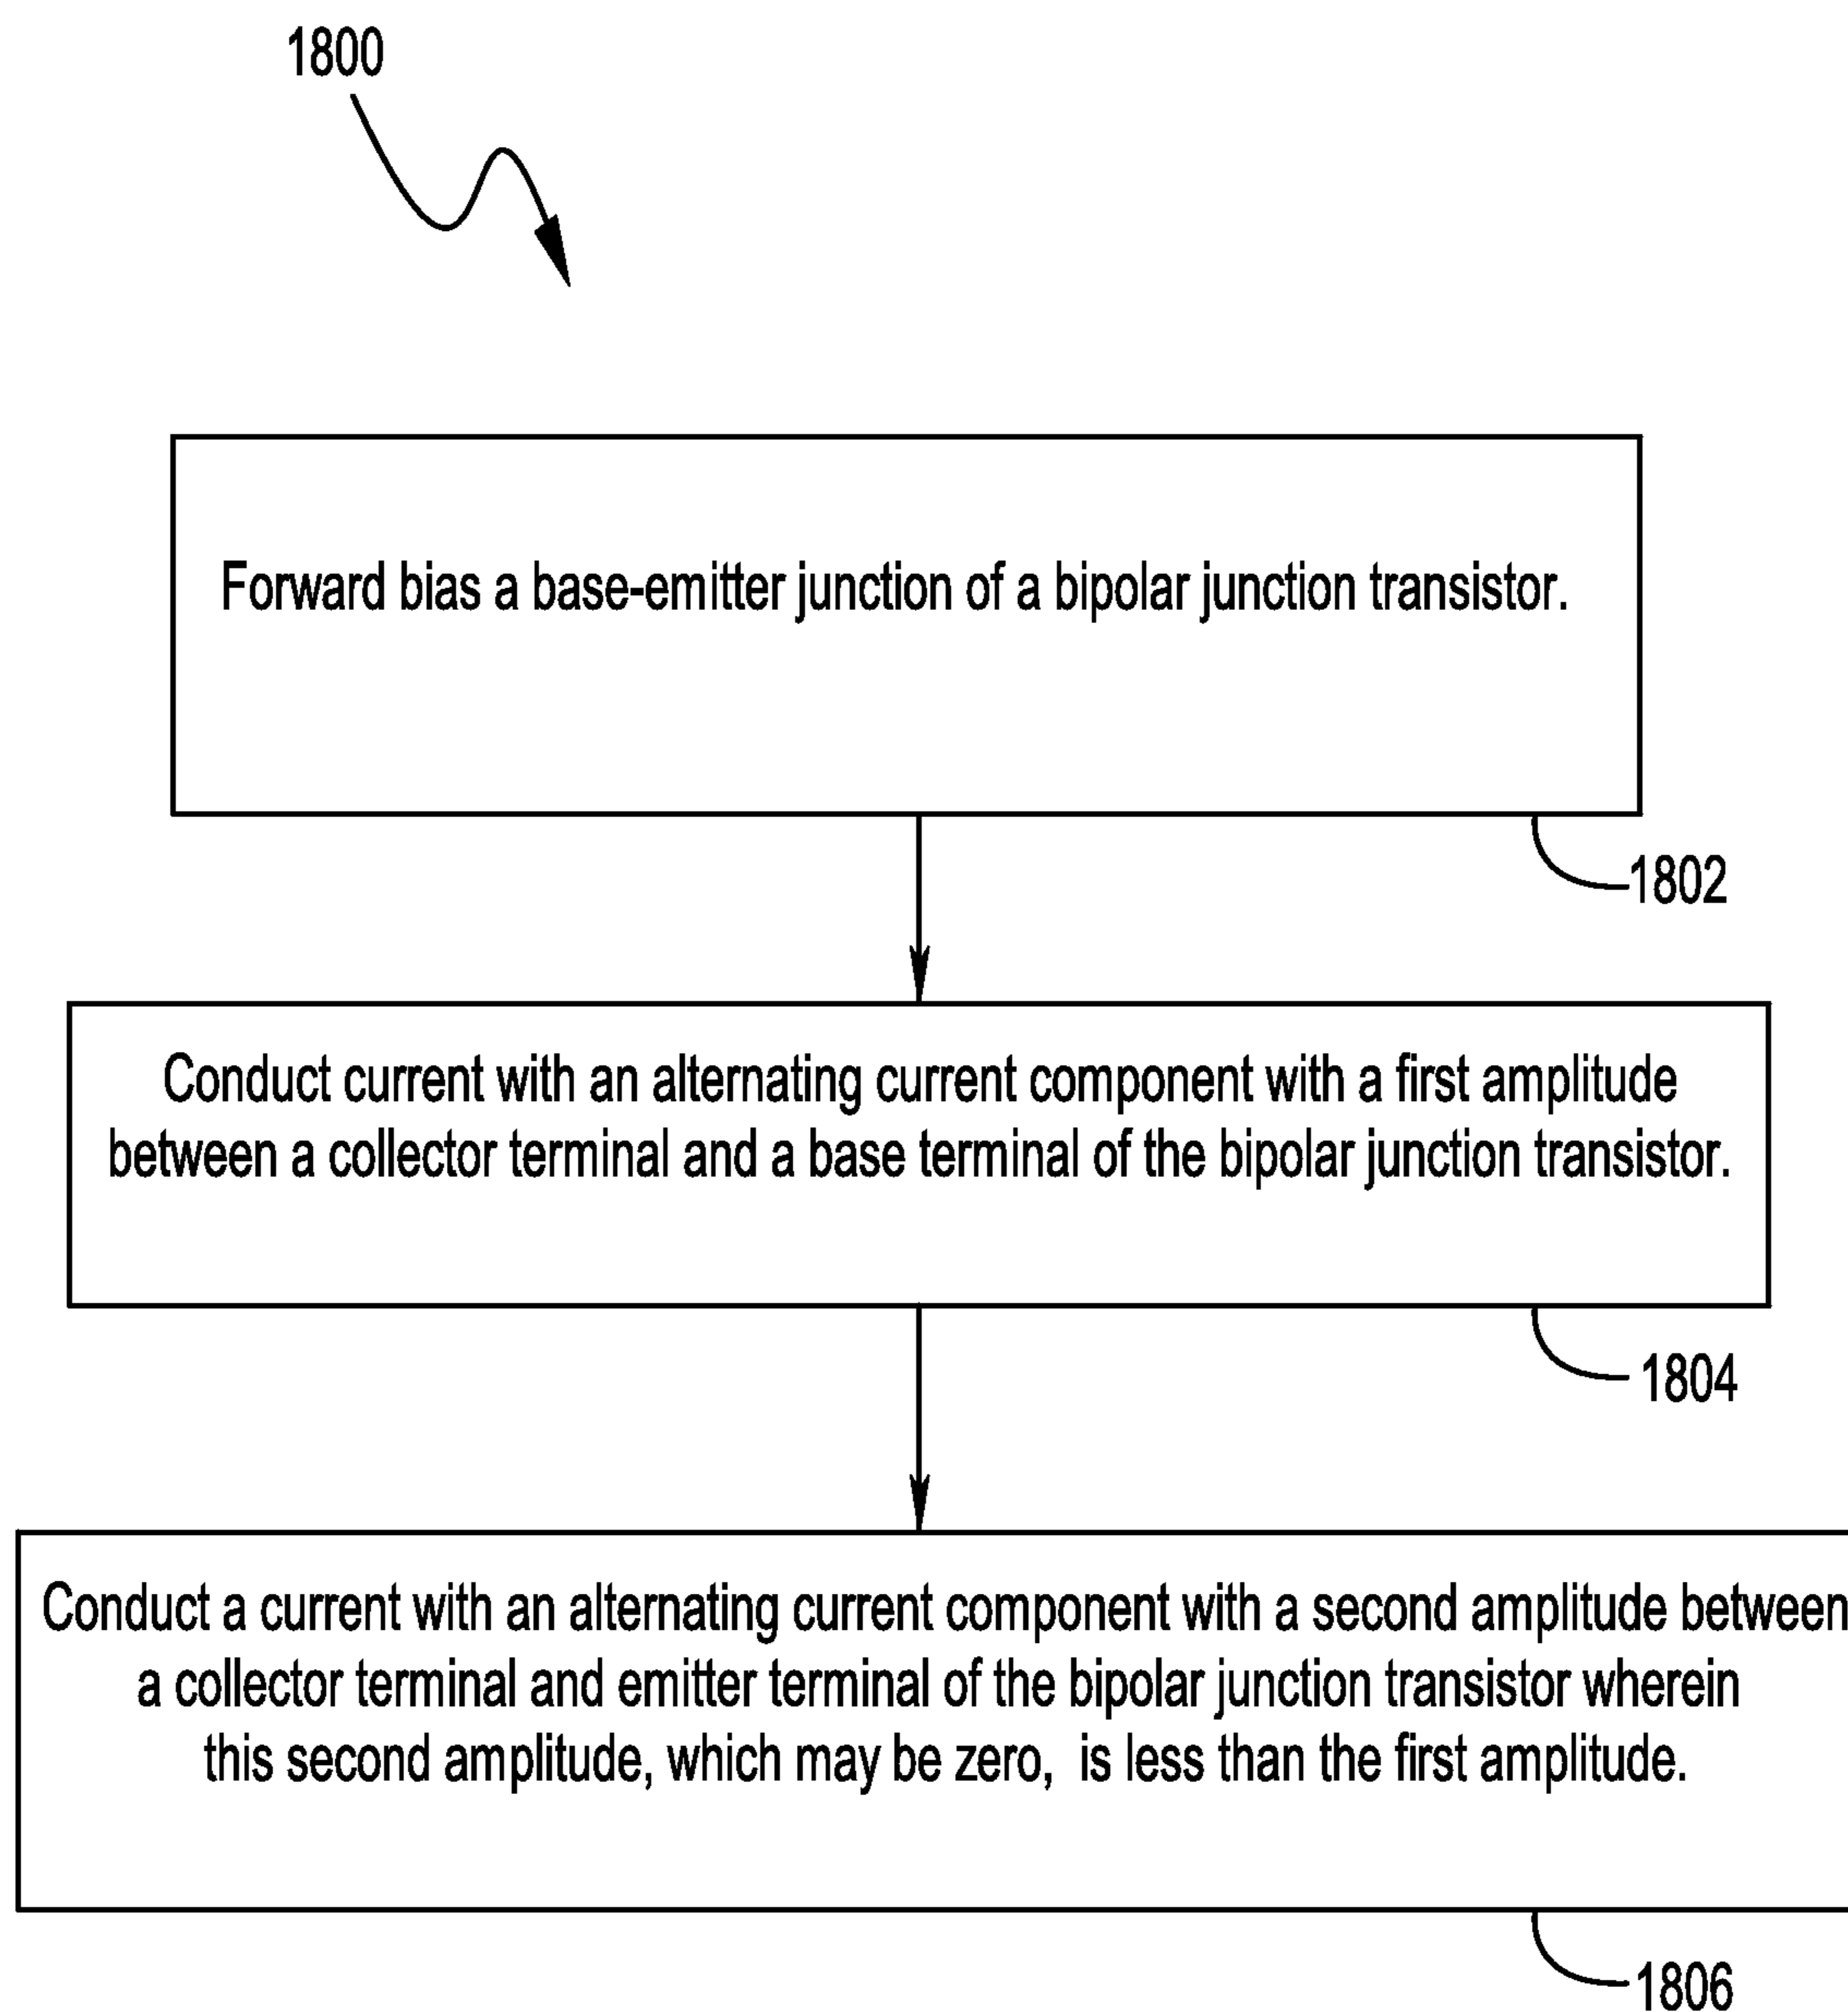 1800
Forward bias a base-emitter junction of a bipolar junction transistor.
1802
Conduct current with an alternating current component with a first amplitude
between a collector terminal and a base terminal of the bipolar junction transistor.
1804
Conduct a current with an alternating current component with a second amplitude between
a collector terminal and emitter terminal of the bipolar junction transistor wherein
this second amplitude, which may be zero,  is less than the first amplitude.
1806